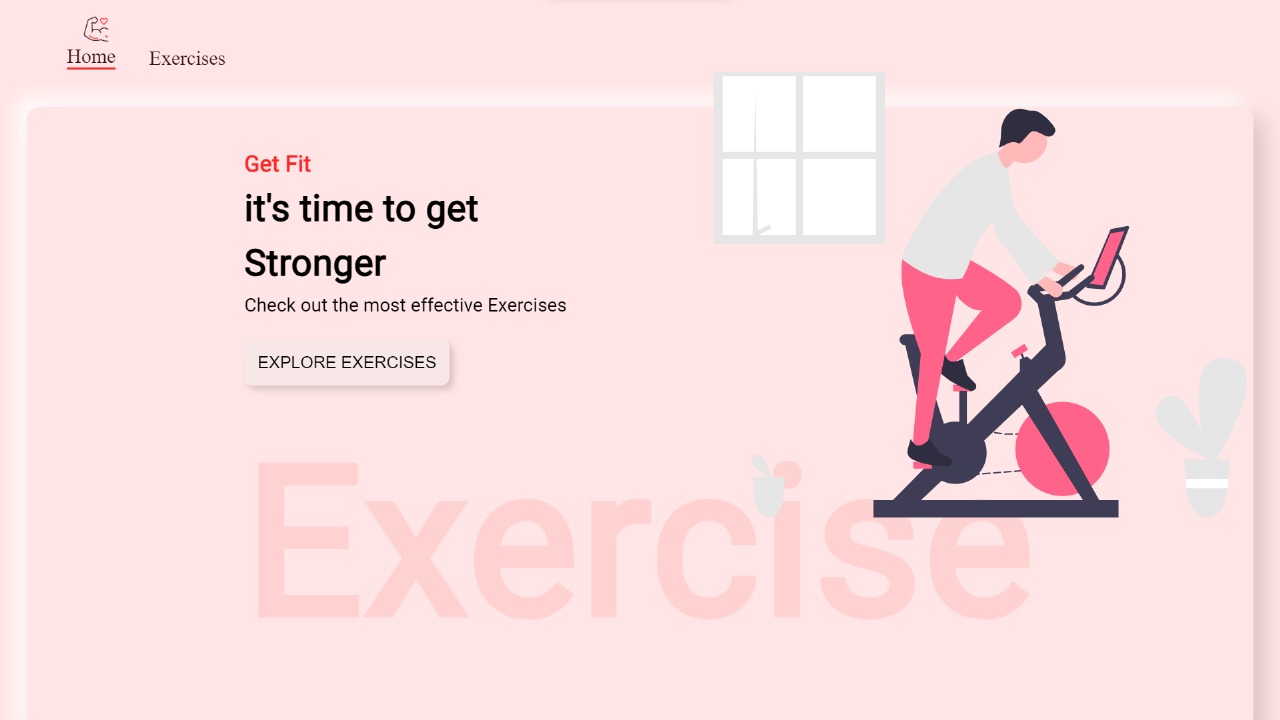 Home
Exercises
Get Fit
it's time to get
Stronger
Check out the most effective Exercises
EXPLORE EXERCISES
Exercise